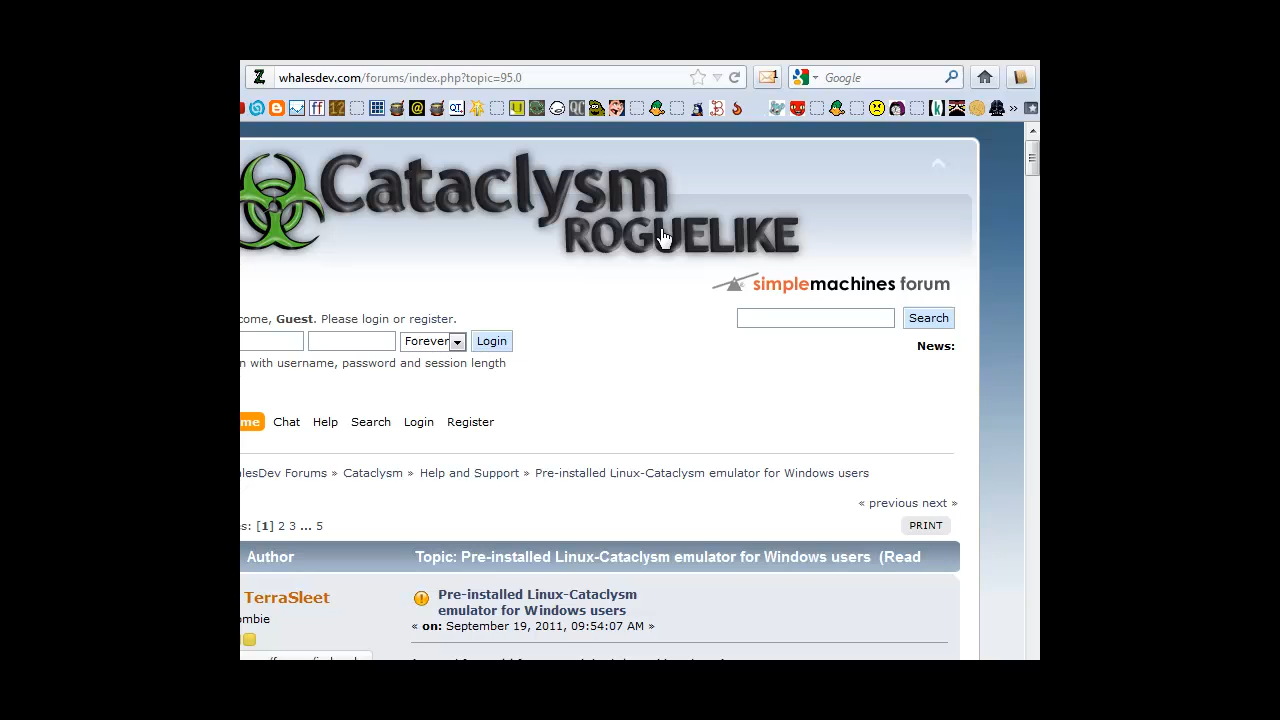 whalesdev.com/forums/index.php?topic=95.0
1
Google
Cataclysm
ROGUELIKE
simplemachines forum
come, Guest. Please login or register.
Forever
Login
Search
News:
n with username, password and session length
me
Chat
Help
Search
Login
Register
alesDev Forums » Cataclysm » Help and Support » Pre-installed Linux-Cataclysm emulator for Windows users
« previous next »
s: [1] 2 3 ... 5
PRINT
Author
Topic: Pre-installed Linux-Cataclysm emulator for Windows users (Read
TerraSleet
Pre-installed Linux-Cataclysm
emulator for Windows users
ombie
« on: September 19, 2011, 09:54:07 AM »